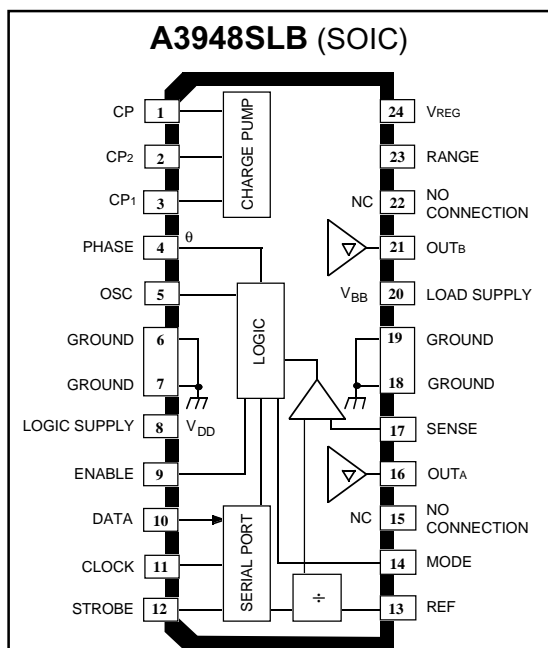 A3948SLB (SOIC)
CP 1
CP2 2
CP1 3
PHASE 4 θ
OSC 5
GROUND 6
GROUND 7
LOGIC SUPPLY 8 VDD
ENABLE 9
DATA 10
CLOCK 11
STROBE 12
CHARGE PUMP
LOGIC
SERIAL PORT
÷
24 VREG
23 RANGE
NC 22 NO
CONNECTION
21 OUTB
VBB 20 LOAD SUPPLY
19 GROUND
18 GROUND
17 SENSE
16 OUTA
NC 15 NO
CONNECTION
14 MODE
13 REF